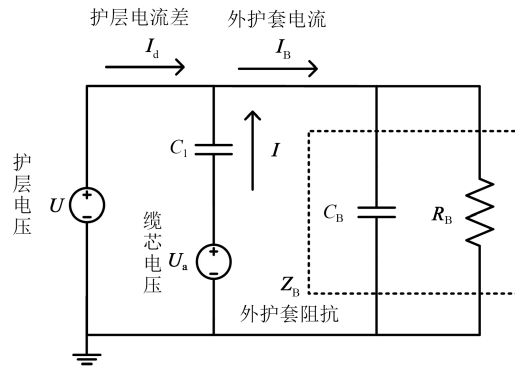 护层电流差
外护套电流
I_d
I_B
C_1
I
护层电压
U
缆芯电压
U_a
C_B
R_B
Z_B
外护套阻抗